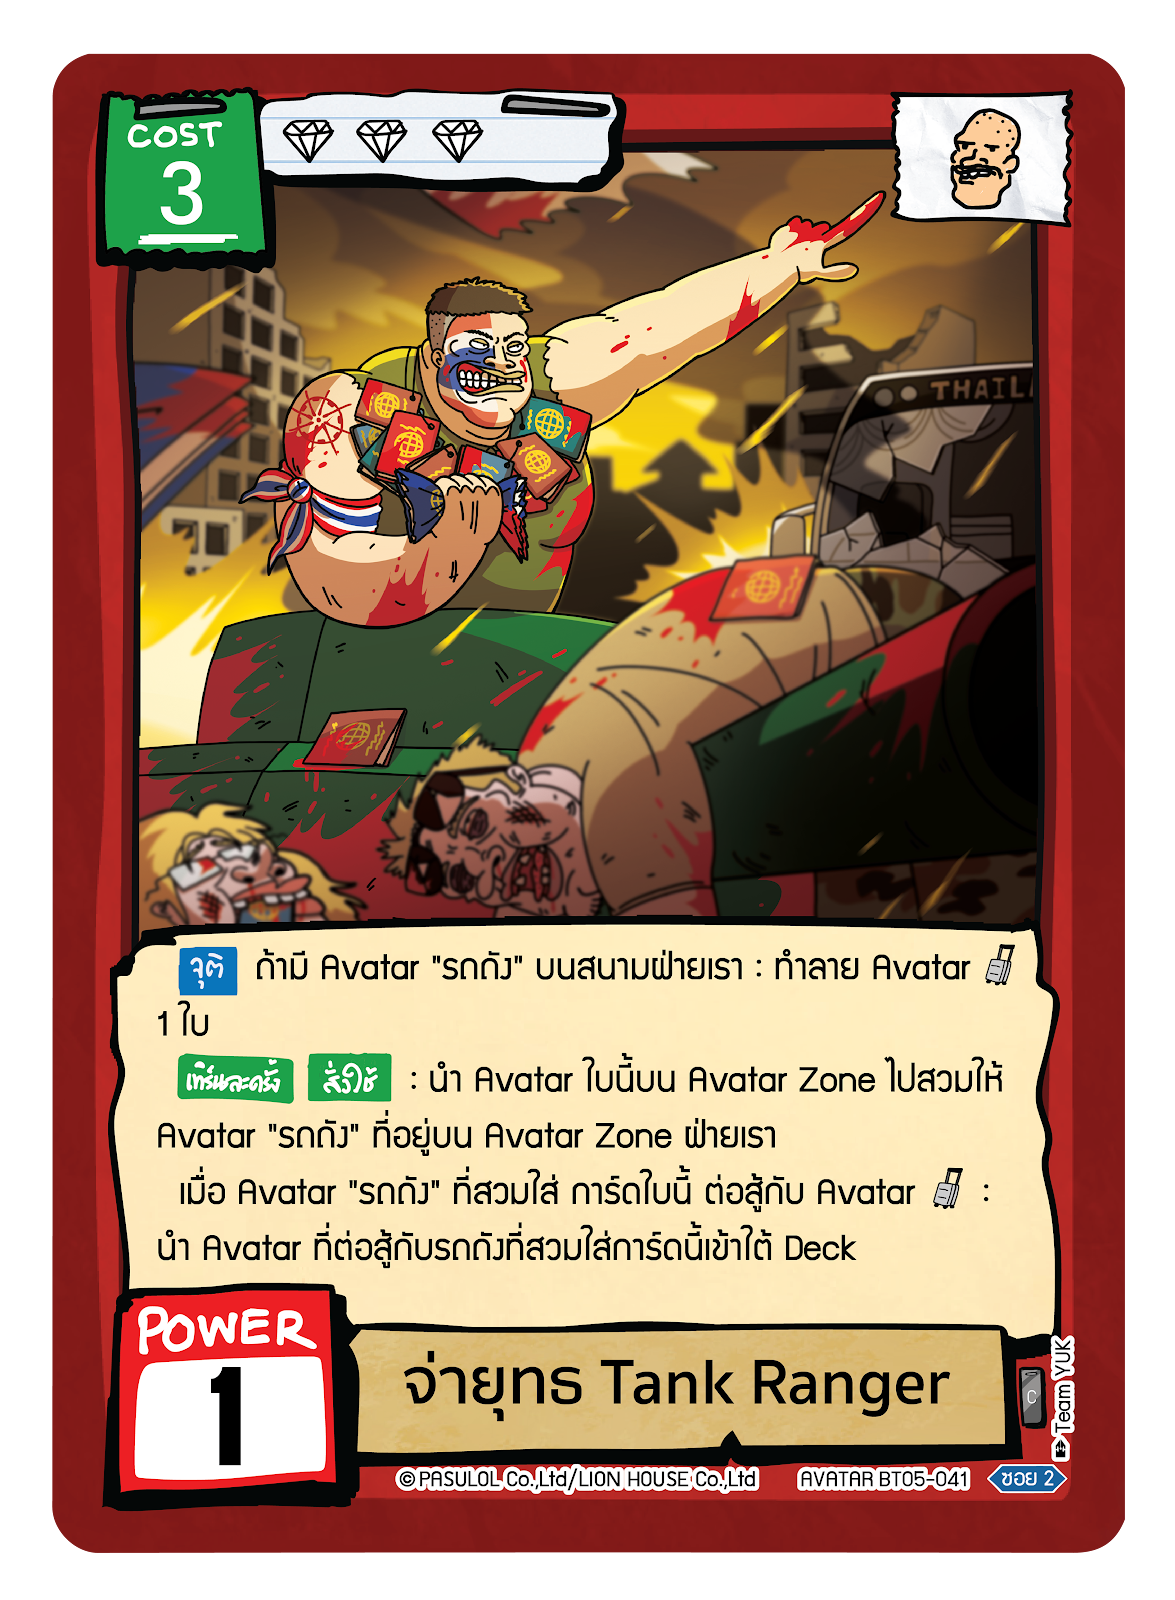 COST
3
THAIL
จุติ ถ้ามี Avatar "รถถัง" บนสนามฝ่ายเรา : ทำลาย Avatar
1 ใบ
เทิร์นละครั้ง สั่งใช้ : นำ Avatar ใบนี้บน Avatar Zone ไปสวมให้
Avatar "รถถัง" ที่อยู่บน Avatar Zone ฝ่ายเรา
เมื่อ Avatar "รถถัง" ที่สวมใส่ การ์ดใบนี้ ต่อสู้กับ Avatar :
นำ Avatar ที่ต่อสู้กับรถถังที่สวมใส่การ์ดนี้เข้าใต้ Deck
POWER
1
จ่ายุทธ Tank Ranger
C
Team YUK
© PASULOL Co.,Ltd/LION HOUSE Co.,Ltd AVATAR BT05-041 ซอย 2